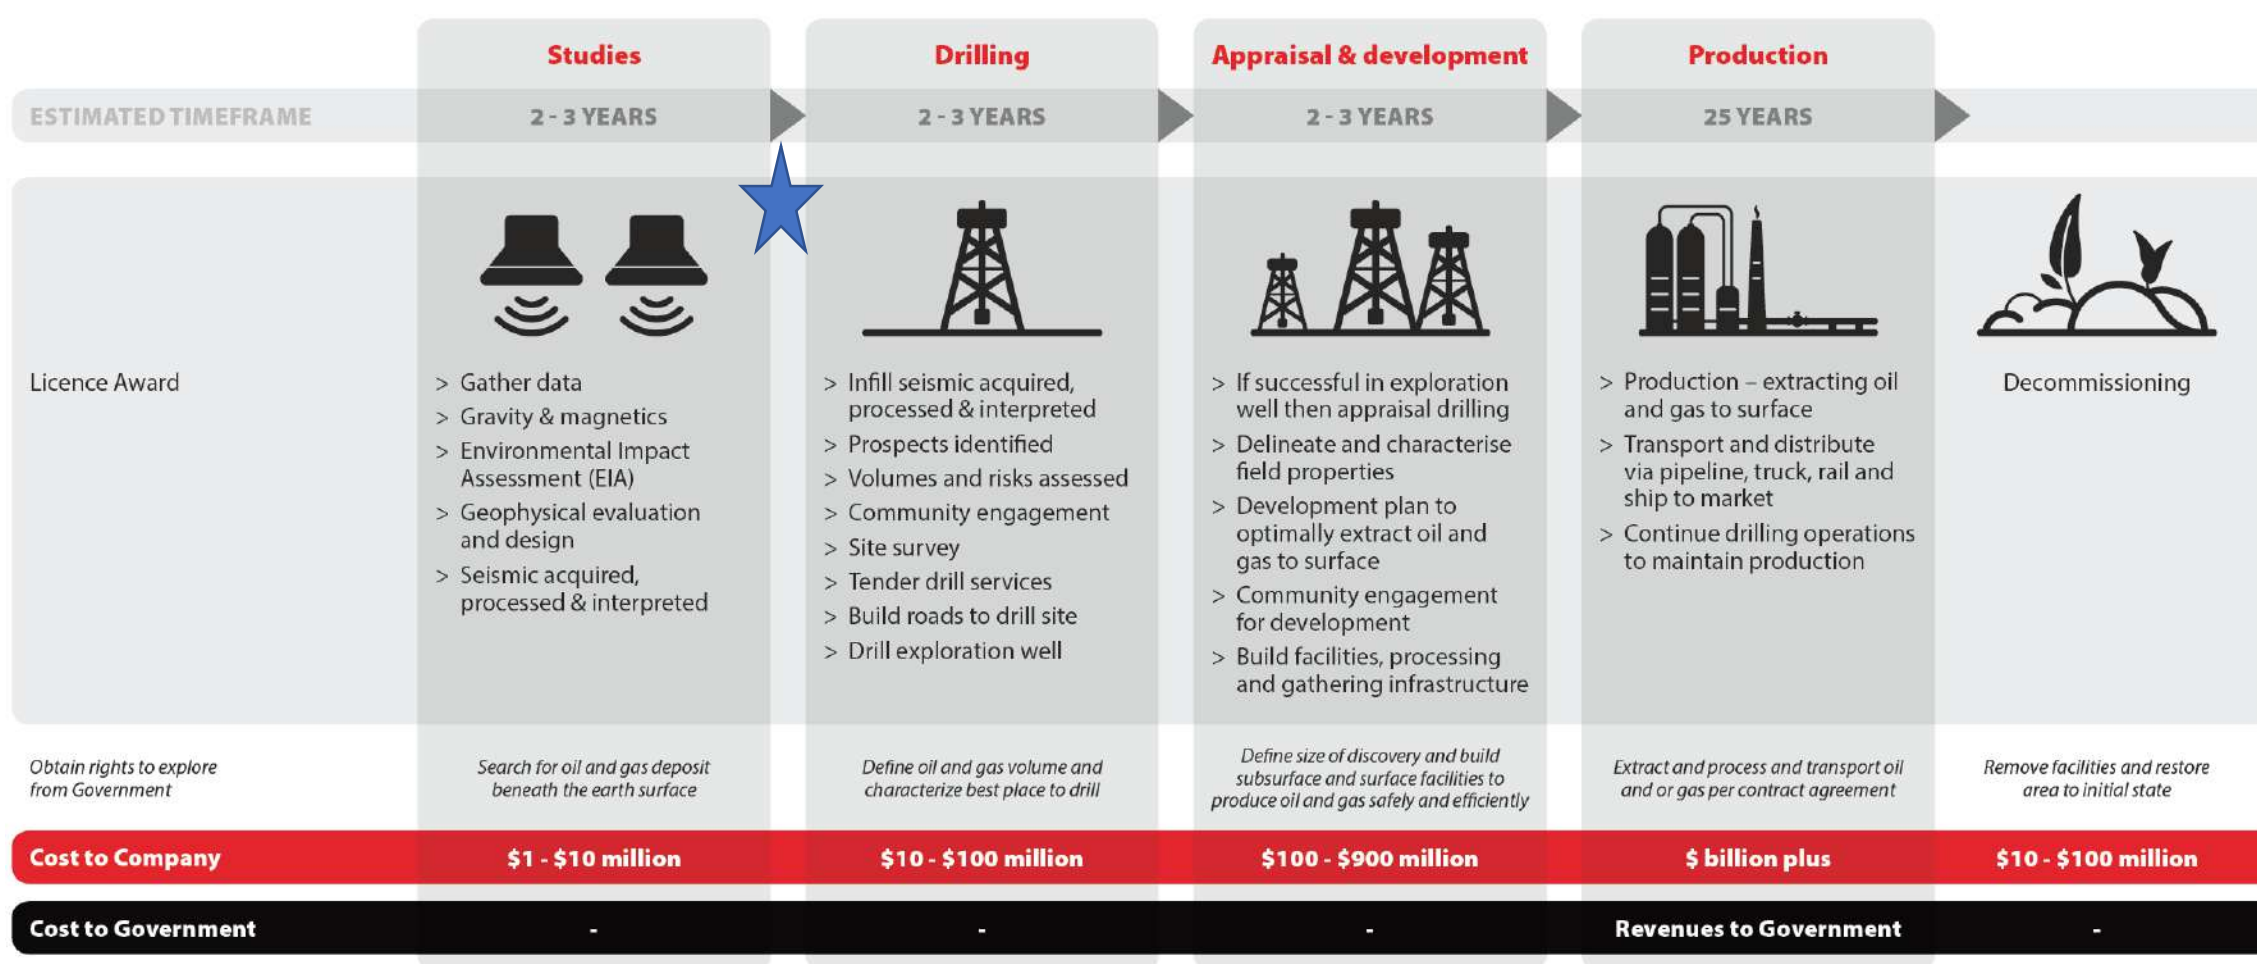 Studies
Drilling
Appraisal & development
Production
ESTIMATED TIMEFRAME
2 - 3 YEARS
2 - 3 YEARS
2 - 3 YEARS
25 YEARS
Licence Award
> Gather data
> Gravity & magnetics
> Environmental Impact
Assessment (EIA)
> Geophysical evaluation
and design
> Seismic acquired,
processed & interpreted
> Infill seismic acquired,
processed & interpreted
> Prospects identified
> Volumes and risks assessed
> Community engagement
> Site survey
> Tender drill services
> Build roads to drill site
> Drill exploration well
> If successful in exploration
well then appraisal drilling
> Delineate and characterise
field properties
> Development plan to
optimally extract oil and
gas to surface
> Community engagement
for development
> Build facilities, processing
and gathering infrastructure
> Production – extracting oil
and gas to surface
> Transport and distribute
via pipeline, truck, rail and
ship to market
> Continue drilling operations
to maintain production
Decommissioning
Obtain rights to explore
from Government
Search for oil and gas deposit
beneath the earth surface
Define oil and gas volume and
characterize best place to drill
Define size of discovery and build
subsurface and surface facilities to
produce oil and gas safely and efficiently
Extract and process and transport oil
and or gas per contract agreement
Remove facilities and restore
area to initial state
Cost to Company
$1 - $10 million
$10 - $100 million
$100 - $900 million
$ billion plus
$10 - $100 million
Cost to Government
-
-
-
Revenues to Government
-